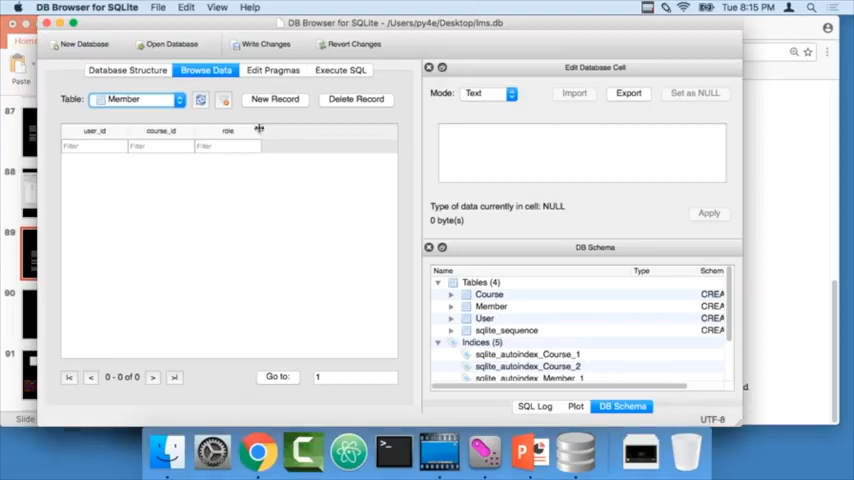 DB Browser for SQLite File Edit View Help Tue 8:15 PM
DB Browser for SQLite - /Users/py4e/Desktop/lms.db
Home
New Database Open Database Write Changes Revert Changes
Paste
Database Structure Browse Data Edit Pragmas Execute SQL
Edit Database Cell
Table: Member New Record Delete Record
Mode: Text Import Export Set as NULL
87
user_id course_id role
Filter Filter Filter
88
Type of data currently in cell: NULL
0 byte(s)
Apply
89
DB Schema
Name Type Schem
Tables (4)
Course CREA
90
Member CREA
User CREA
sqlite_sequence CREA
Indices (5)
91
sqlite_autoindex_Course_1
sqlite_autoindex_Course_2
sqlite_autoindex_Member_1
0 - 0 of 0 Go to: 1
SQL Log Plot DB Schema
Slide
UTF-8